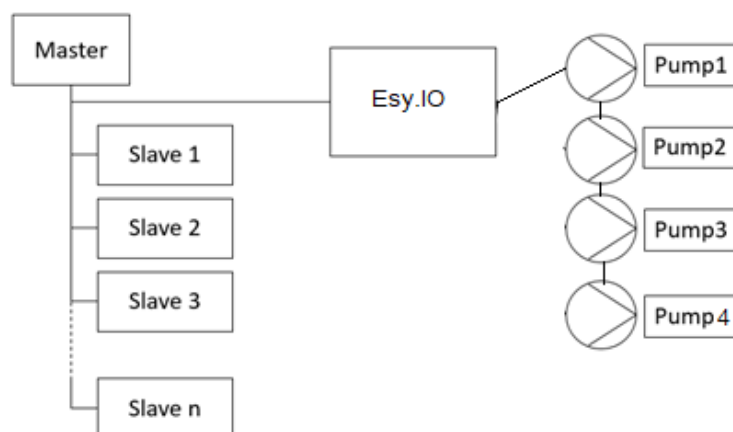 Master
Esy.IO
Pump1
Pump2
Pump3
Pump4
Slave 1
Slave 2
Slave 3
Slave n